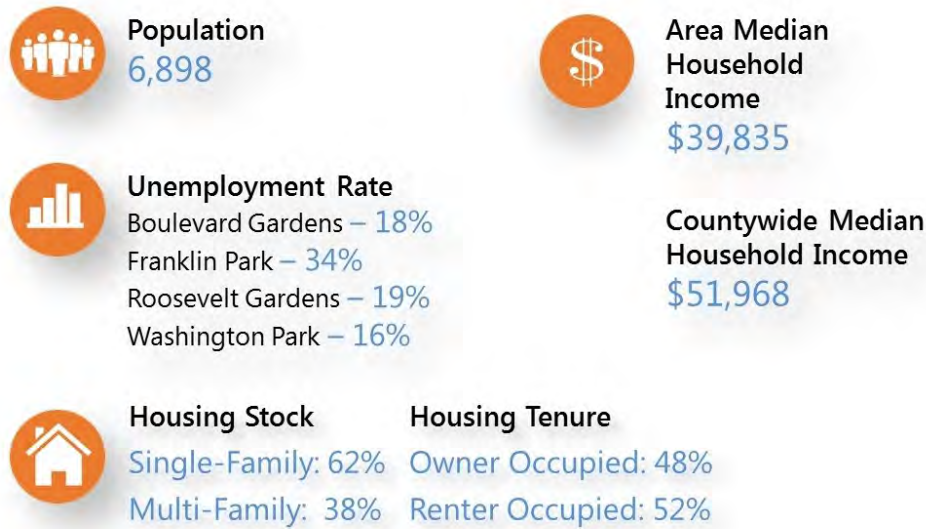 Population
6,898
Area Median
Household
Income
$39,835
Unemployment Rate
Boulevard Gardens – 18%
Franklin Park – 34%
Roosevelt Gardens – 19%
Washington Park – 16%
Countywide Median
Household Income
$51,968
Housing Stock
Single-Family: 62%
Multi-Family: 38%
Housing Tenure
Owner Occupied: 48%
Renter Occupied: 52%
$